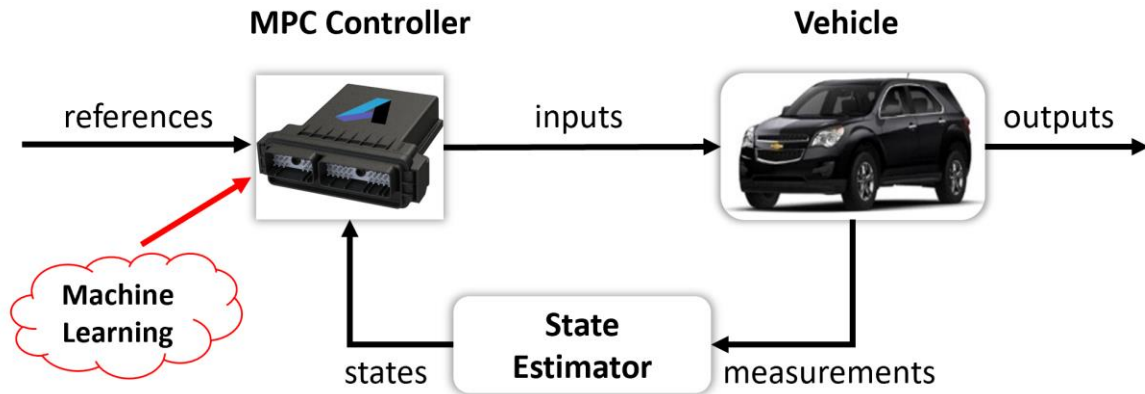 MPC Controller
Vehicle
references
inputs
outputs
Machine
Learning
State
Estimator
states
measurements